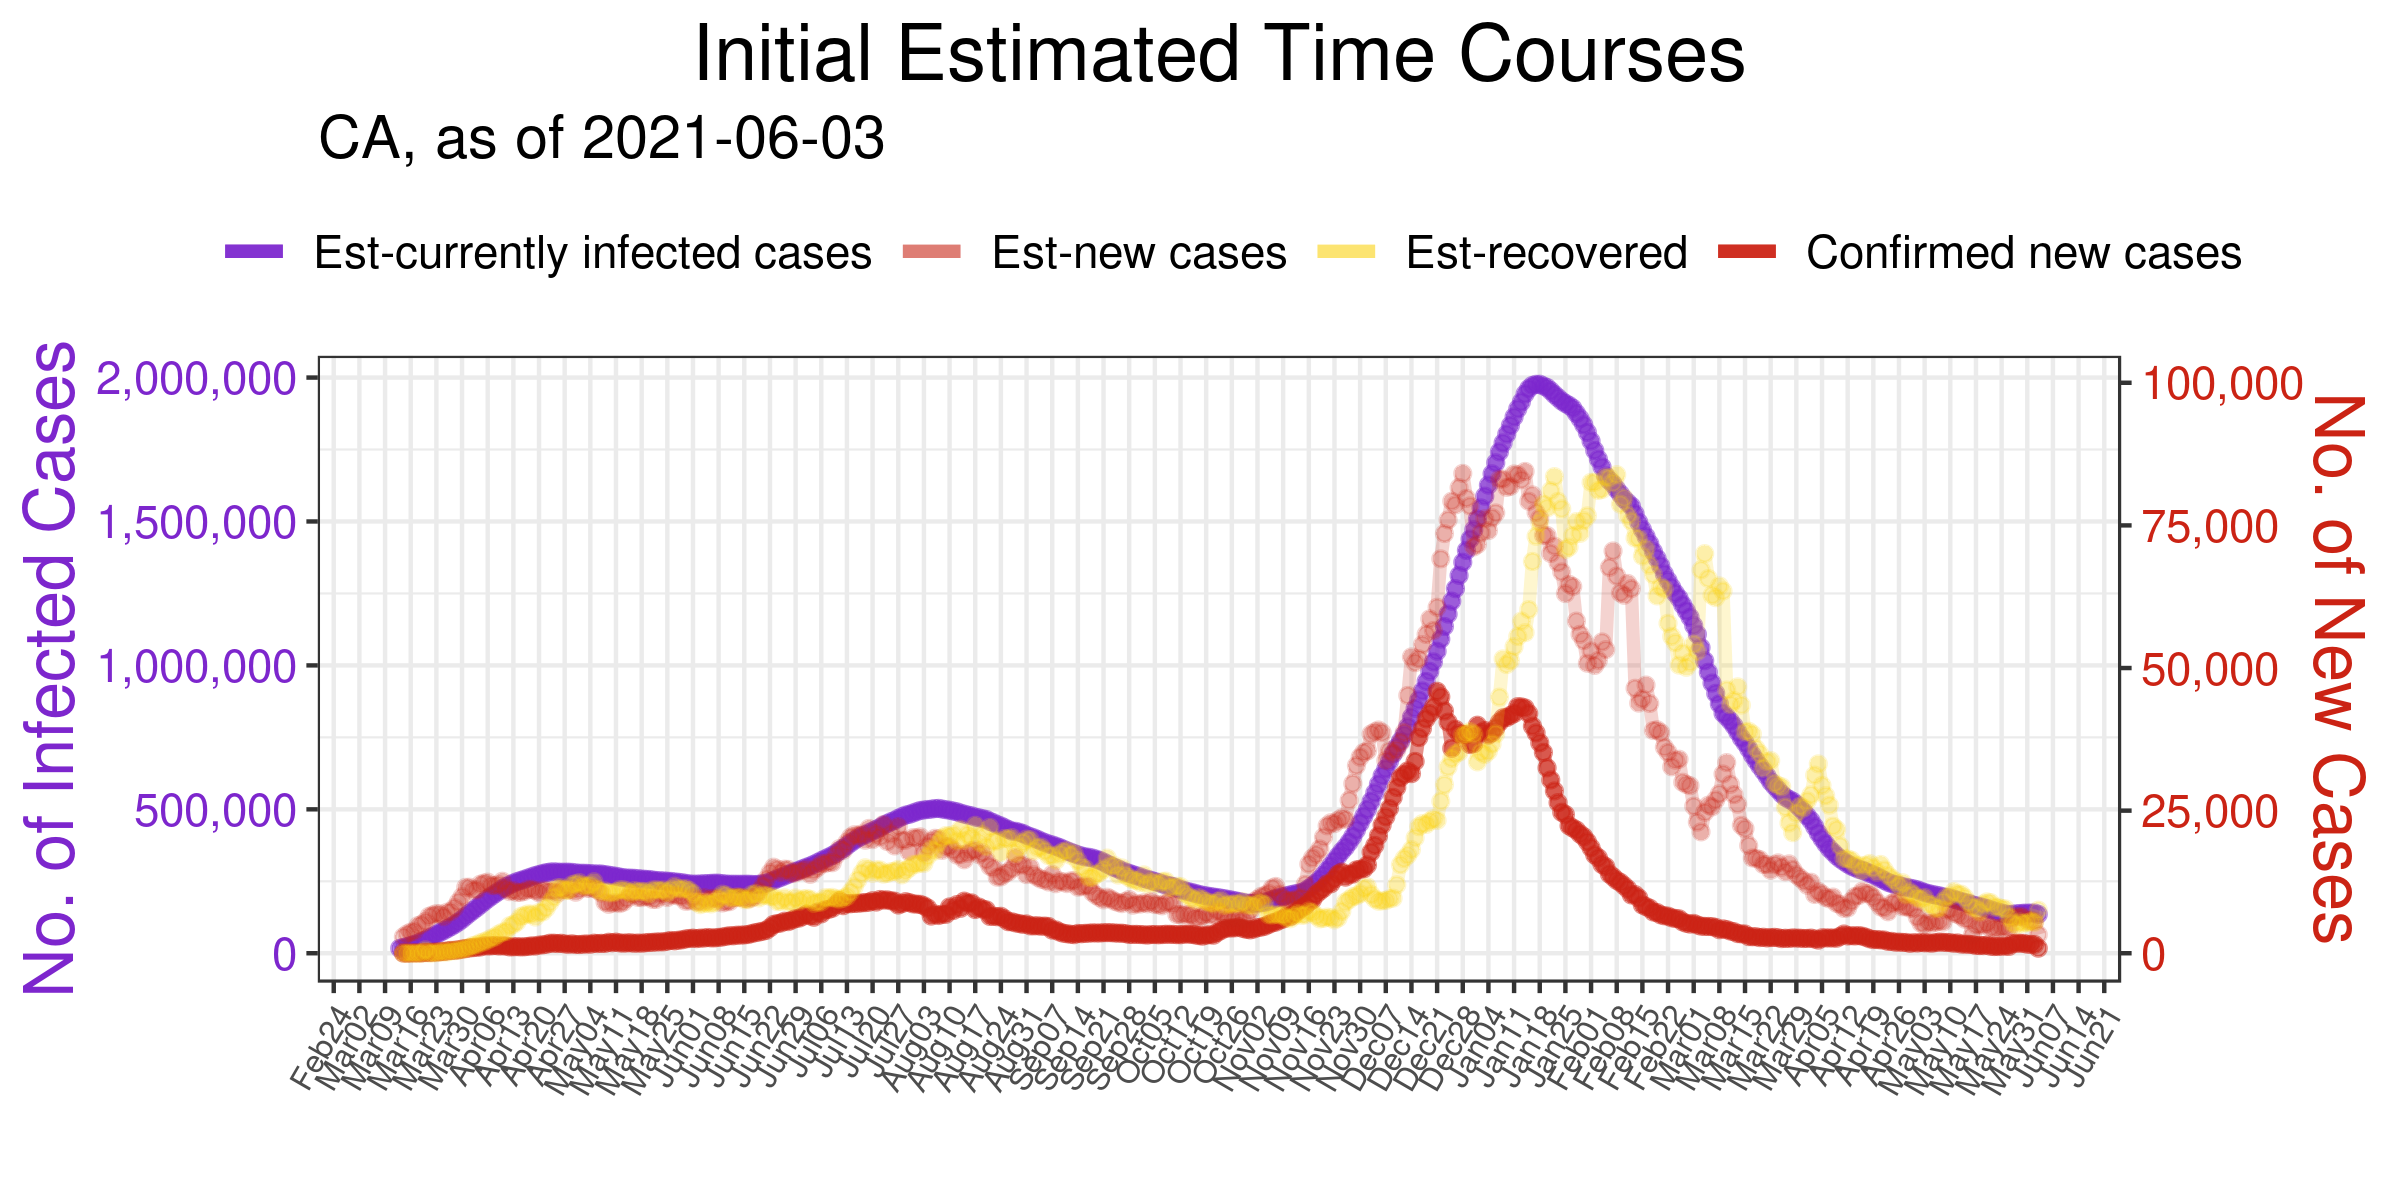 Initial Estimated Time Courses
CA, as of 2021-06-03
Est-currently infected cases
Est-new cases
Est-recovered
Confirmed new cases
No. of Infected Cases
2,000,000
1,500,000
1,000,000
500,000
0
100,000
75,000
50,000
25,000
0
No. of New Cases
Feb24
Mar02
Mar09
Mar16
Mar23
Mar30
Apr06
Apr13
Apr20
Apr27
May04
May11
May18
May25
Jun01
Jun08
Jun15
Jun22
Jun29
Jul06
Jul13
Jul20
Jul27
Aug03
Aug10
Aug17
Aug24
Aug31
Sep07
Sep14
Sep21
Sep28
Oct05
Oct12
Oct19
Oct26
Nov02
Nov09
Nov16
Nov23
Nov30
Dec07
Dec14
Dec21
Dec28
Jan04
Jan11
Jan18
Jan25
Feb01
Feb08
Feb15
Feb22
Mar01
Mar08
Mar15
Mar22
Mar29
Apr05
Apr12
Apr19
Apr26
May03
May10
May17
May24
May31
Jun07
Jun14
Jun21